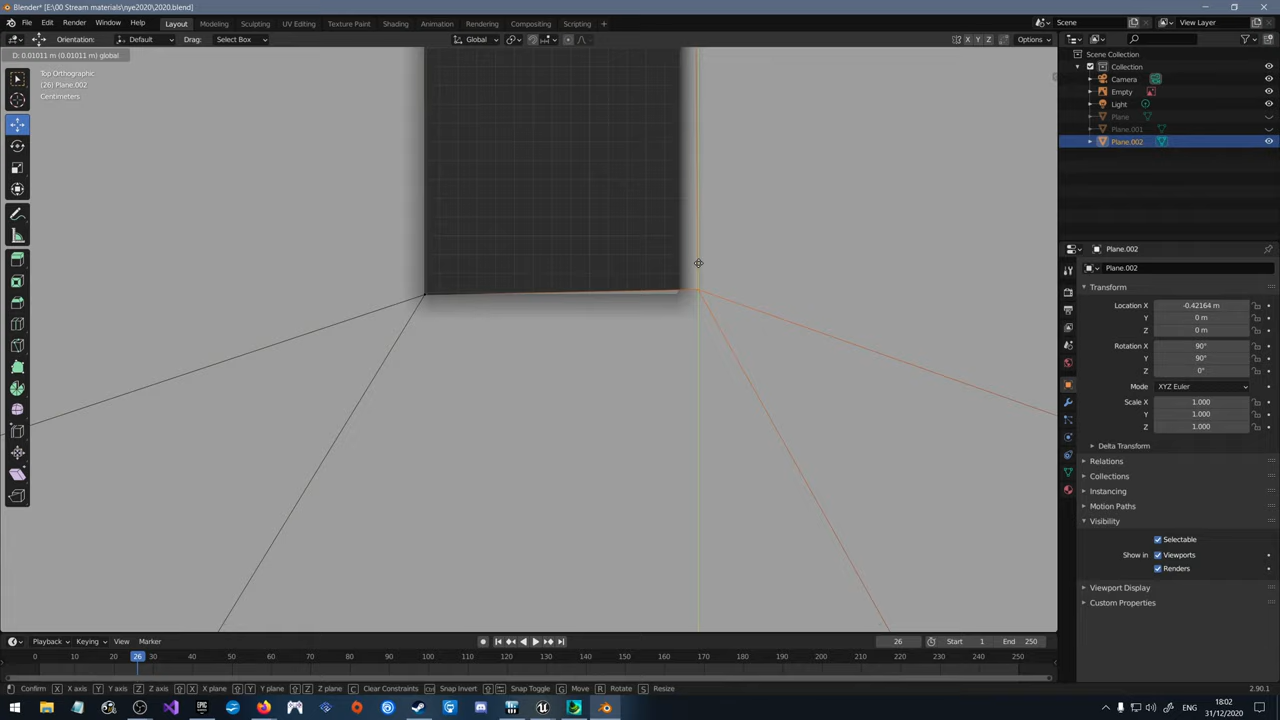 Blender* [E:\00 Stream materials\nye2020\2020.blend]
File Edit Render Window Help Layout Modeling Sculpting UV Editing Texture Paint Shading Animation Rendering Compositing Scripting Scene View Layer
Orientation: Default Drag: Select Box Global X Y Z Options
D: 0.01011 m (0.01011 m) global
Top Orthographic
(26) Plane.002
Centimeters
Scene Collection
Collection
Camera
Empty
Light
Plane
Plane.001
Plane.002
Plane.002
Plane.002
Transform
Location X -0.42164 m
Y 0 m
Z 0 m
Rotation X 90°
Y 90°
Z 0°
Mode XYZ Euler
Scale X 1.000
Y 1.000
Z 1.000
Delta Transform
Relations
Collections
Instancing
Motion Paths
Visibility
Selectable
Show in Viewports
Renders
Viewport Display
Custom Properties
Playback Keying View Marker 26 Start 1 End 250
0 10 20 26 30 40 50 60 70 80 90 100 110 120 130 140 150 160 170 180 190 200 210 220 230 240 250
Confirm X X axis Y Y axis Z Z axis X X plane Y Y plane Z Z plane C Clear Constraints Ctrl Snap Invert Snap Toggle G Move R Rotate S Resize 2.90.1
ENG 18:02
31/12/2020